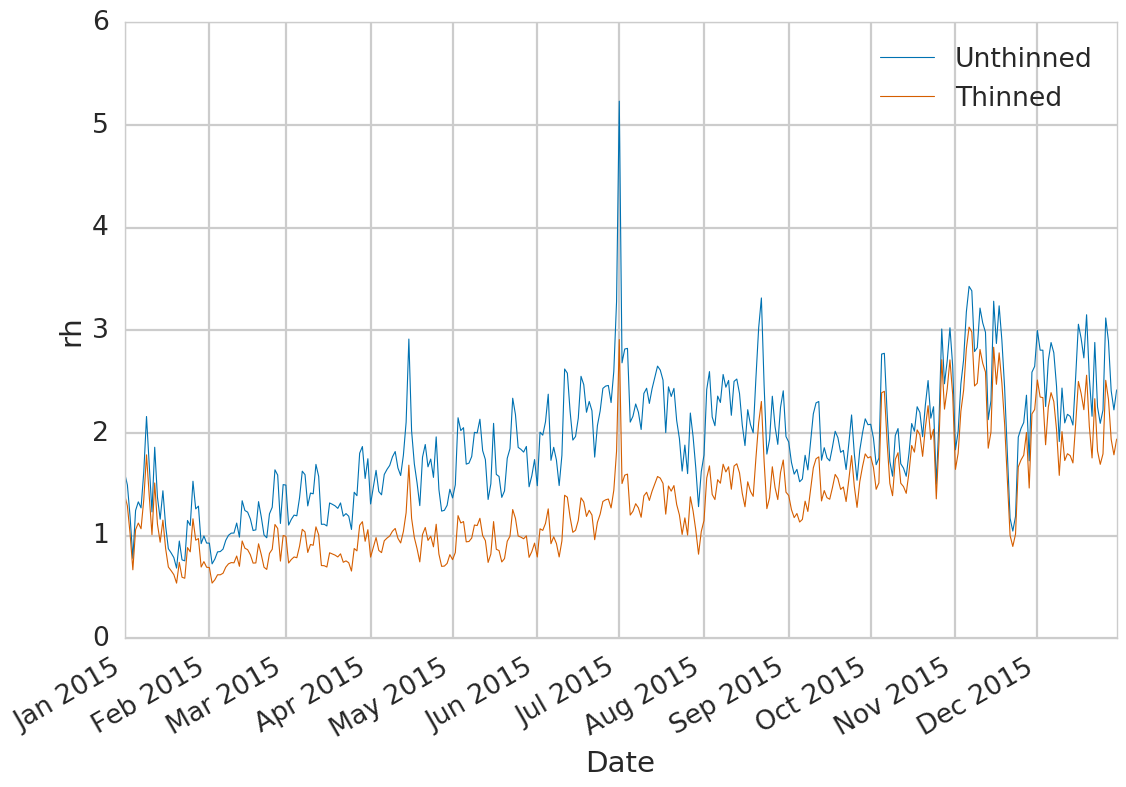 6
5
4
3
2
1
0
rh
Unthinned
Thinned
Jan 2015
Feb 2015
Mar 2015
Apr 2015
May 2015
Jun 2015
Jul 2015
Aug 2015
Sep 2015
Oct 2015
Nov 2015
Dec 2015
Date